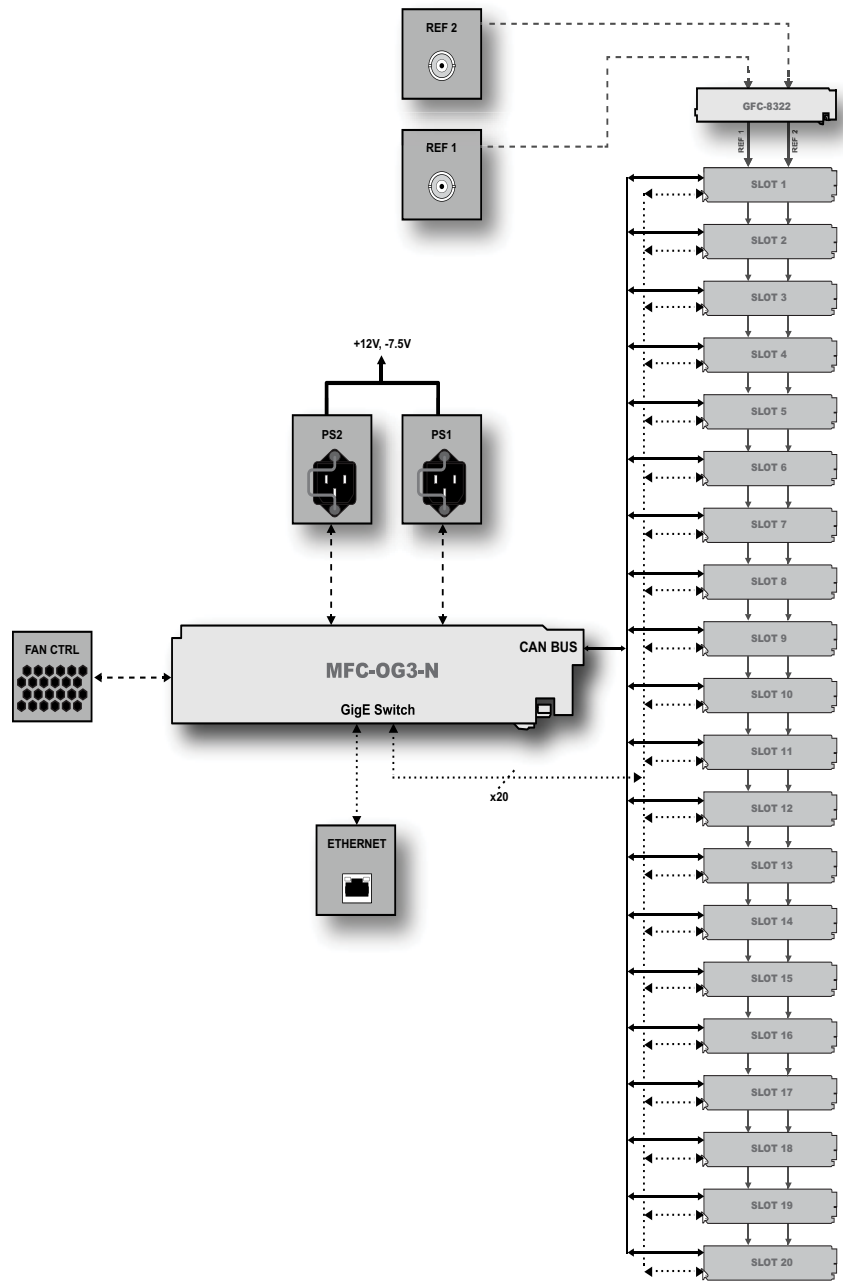 REF 2
GFC-8322
REF 1
REF 1
REF 2
SLOT 1
SLOT 2
SLOT 3
SLOT 4
SLOT 5
SLOT 6
SLOT 7
SLOT 8
SLOT 9
SLOT 10
SLOT 11
SLOT 12
SLOT 13
SLOT 14
SLOT 15
SLOT 16
SLOT 17
SLOT 18
SLOT 19
SLOT 20
+12V, -7.5V
PS2
PS1
FAN CTRL
CAN BUS
MFC-OG3-N
GigE Switch
x20
ETHERNET